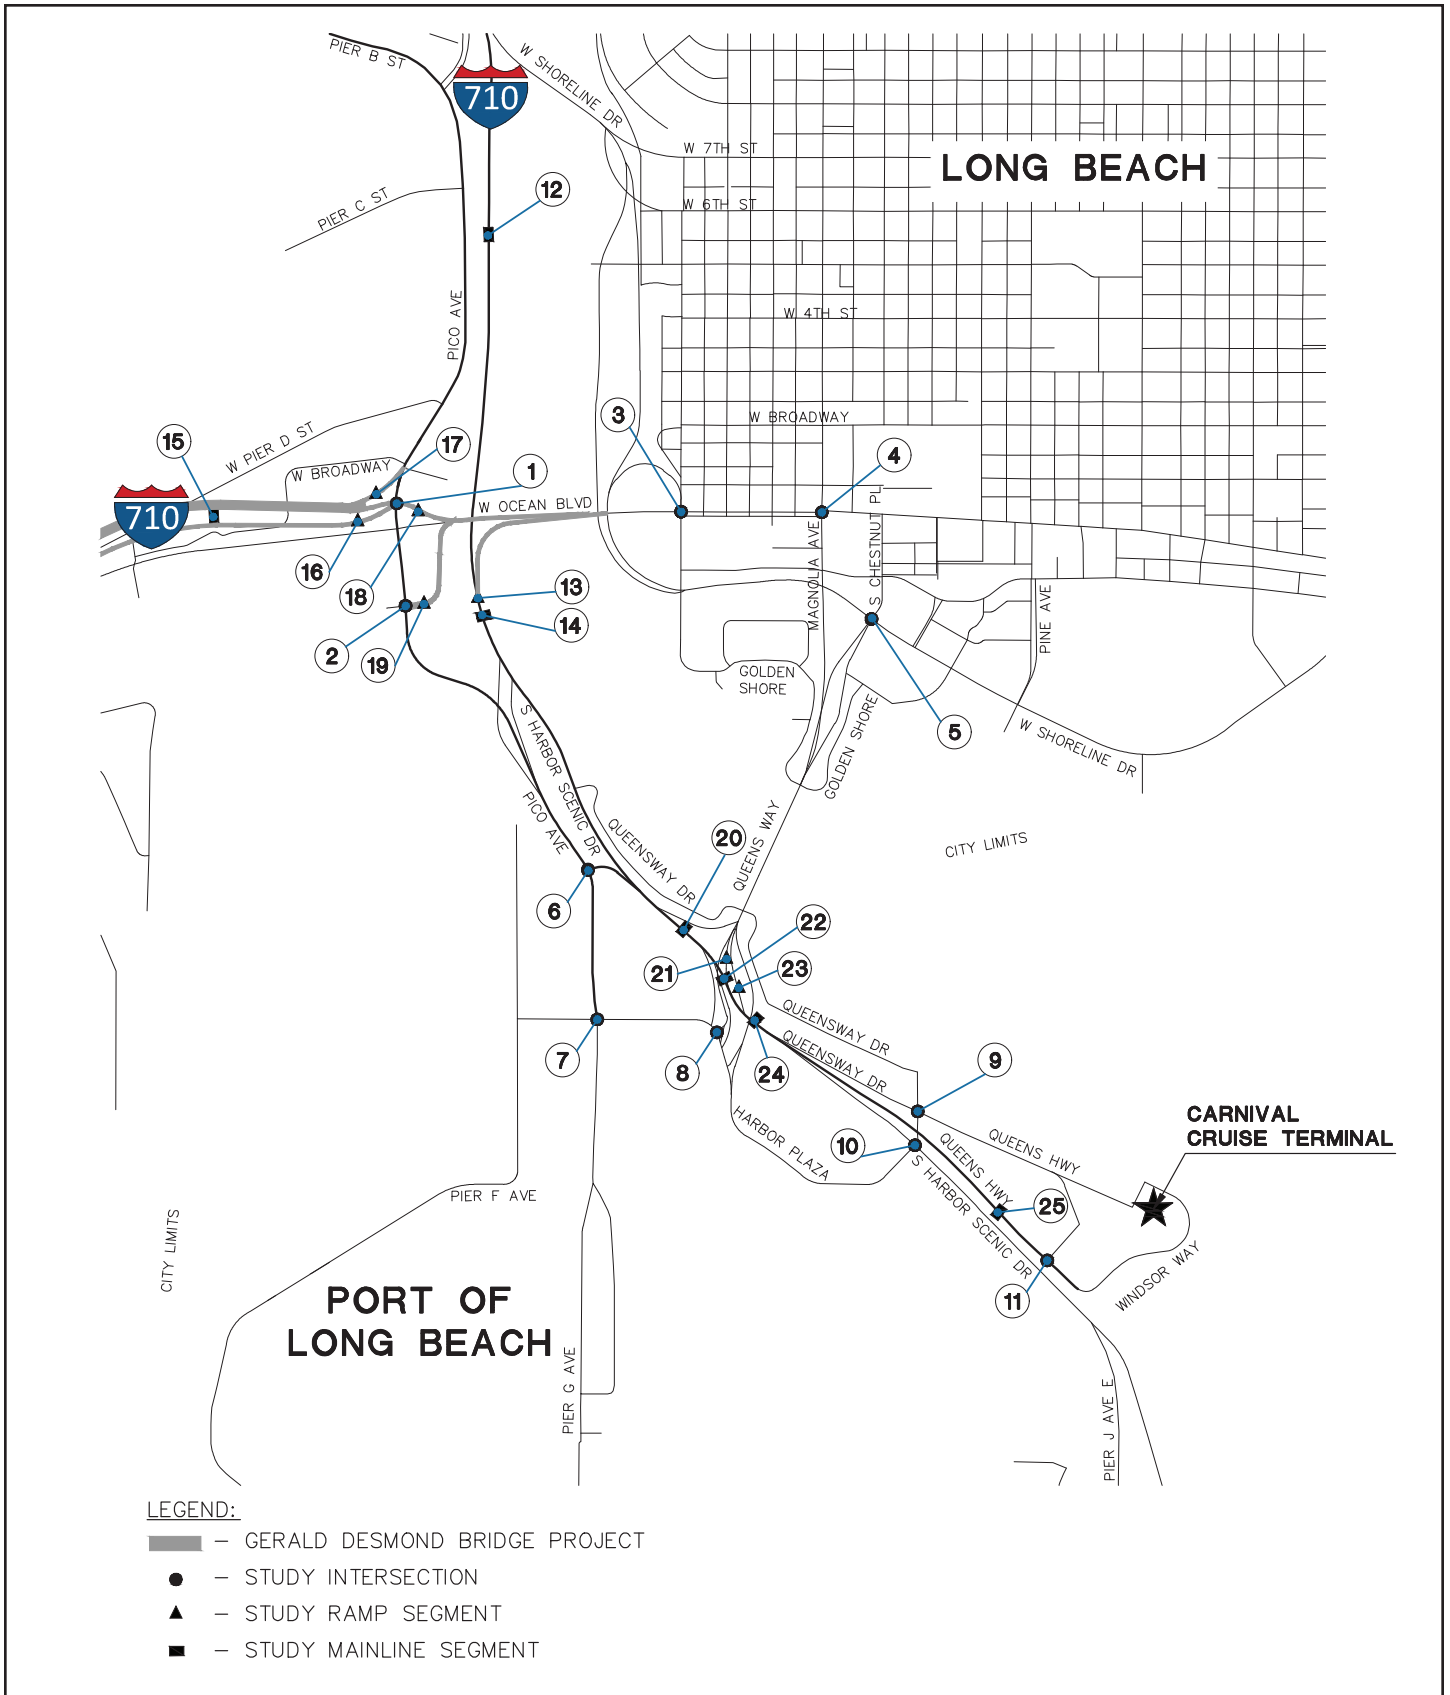 PIER B ST
710
W SHORELINE DR
W 7TH ST
LONG BEACH
12
PIER C ST
W 6TH ST
PICO AVE
W 4TH ST
3
W BROADWAY
15
W PIER D ST
17
W BROADWAY
1
4
710
W OCEAN BLVD
S CHESTNUT PL
MAGNOLIA AVE
16
18
13
14
2
19
PINE AVE
GOLDEN
SHORE
GOLDEN SHORE
5
W SHORELINE DR
S HARBOR SCENIC DR
PICO AVE
QUEENSWAY DR
20
QUEENS WAY
CITY LIMITS
6
22
21
23
QUEENSWAY DR
QUEENSWAY DR
7
8
24
9
HARBOR PLAZA
10
QUEENS HWY
QUEENS HWY
CARNIVAL
CRUISE TERMINAL
PIER F AVE
25
S HARBOR SCENIC DR
CITY LIMITS
WINDSOR WAY
11
PORT OF
LONG BEACH
PIER G AVE
PIER J AVE E
LEGEND:
– GERALD DESMOND BRIDGE PROJECT
– STUDY INTERSECTION
– STUDY RAMP SEGMENT
– STUDY MAINLINE SEGMENT